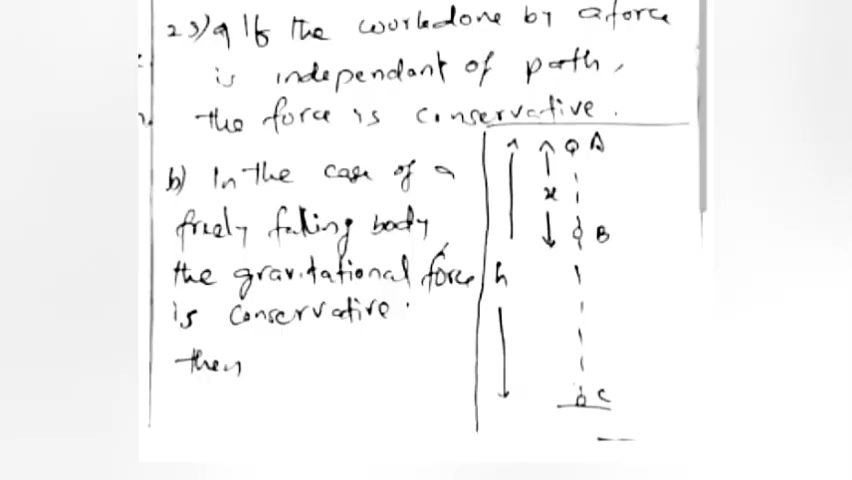 23) a) If the workdone by a force
is independant of path,
the force is conservative.
b) In the case of a
freely falling body
the gravitational force
is conservative.
then
A
x
B
h
C